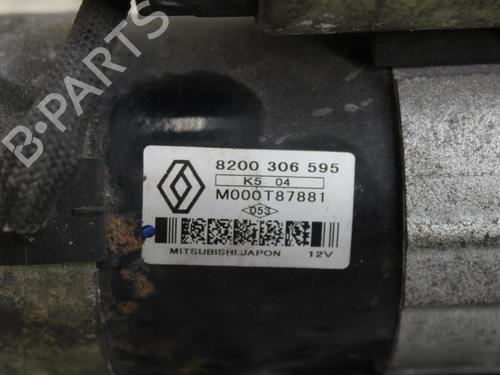 B-PARTS
8200 306 595
K5 04
M000T87881
053
MITSUBISHI.JAPON 12V